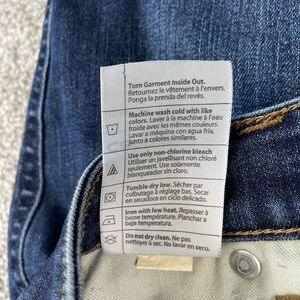 Turn Garment Inside Out.
Retournez le vêtement à l'envers.
Ponga la prenda del revés.
Machine wash cold with like
colors. Laver à la machine à l'eau
froide avec les mêmes couleurs.
Lavar a máquina con agua fría,
junto a colores similares.
Use only non-chlorine bleach
Utiliser un javellisant non chloré
seulement. Use solamente
blanqueador sin cloro.
Tumble dry low. Sécher par
culbutage à réglage bas. Secar
en secadora en ciclo delicado.
Iron with low heat. Repasser à
basse température. Planchar a
baja temperatura.
Do not dry clean. Ne pas
nettoyer à sec. No lavar en seco.